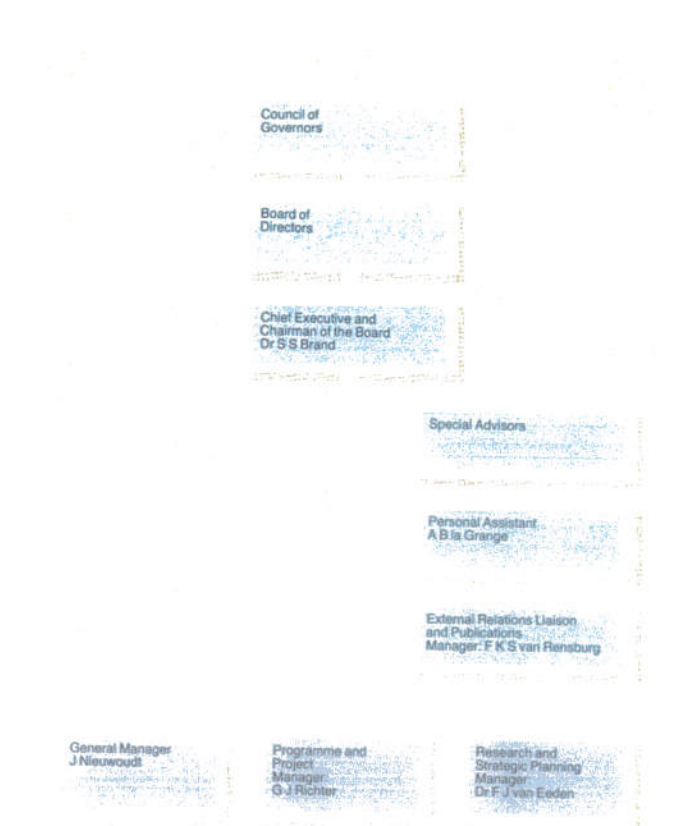 Council of
Governors
Board of
Directors
Chief Executive and
Chairman of the Board
Dr S S Brand
Special Advisors
Personal Assistant
A B la Grange
External Relations Liaison
and Publications
Manager: F K S van Rensburg
General Manager
J Nieuwoudt
Programme and
Project
Manager
G J Richter
Research and
Strategic Planning
Manager
Dr F J van Eeden